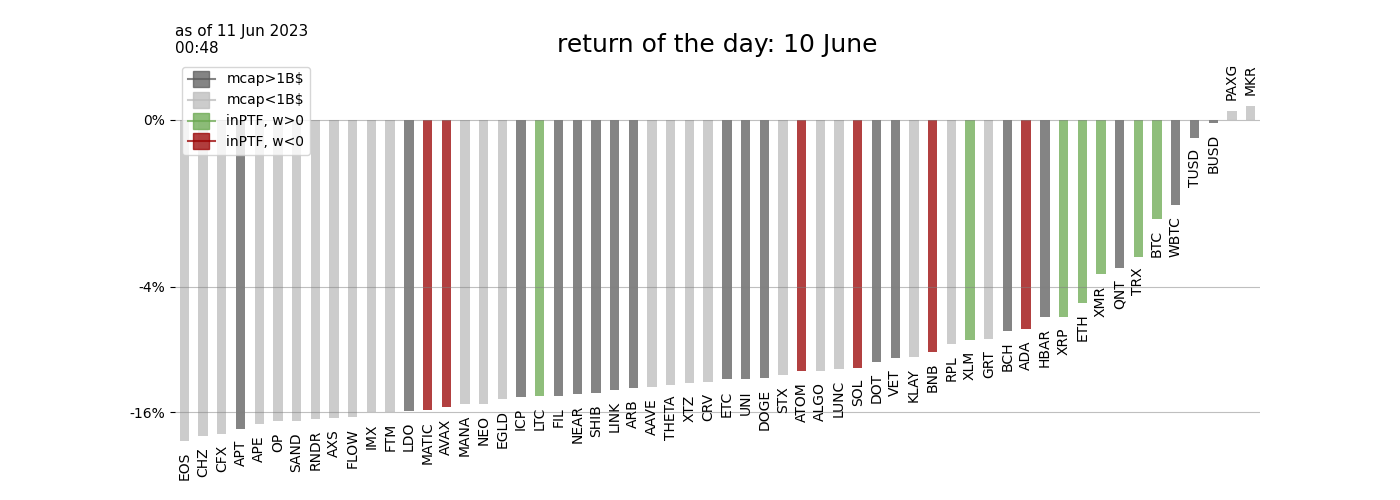 as of 11 Jun 2023
00:48
return of the day: 10 June
mcap>1B$
mcap<1B$
inPTF, w>0
inPTF, w<0
0%
-4%
-16%
EOS
CHZ
CFX
APT
APE
OP
SAND
RNDR
AXS
FLOW
IMX
FTM
LDO
MATIC
AVAX
MANA
NEO
EGLD
ICP
LTC
FIL
NEAR
SHIB
LINK
ARB
AAVE
THETA
XTZ
CRV
ETC
UNI
DOGE
STX
ATOM
ALGO
LUNC
SOL
DOT
VET
KLAY
BNB
RPL
XLM
GRT
BCH
ADA
HBAR
XRP
ETH
XMR
QNT
TRX
BTC
WBTC
TUSD
BUSD
PAXG
MKR